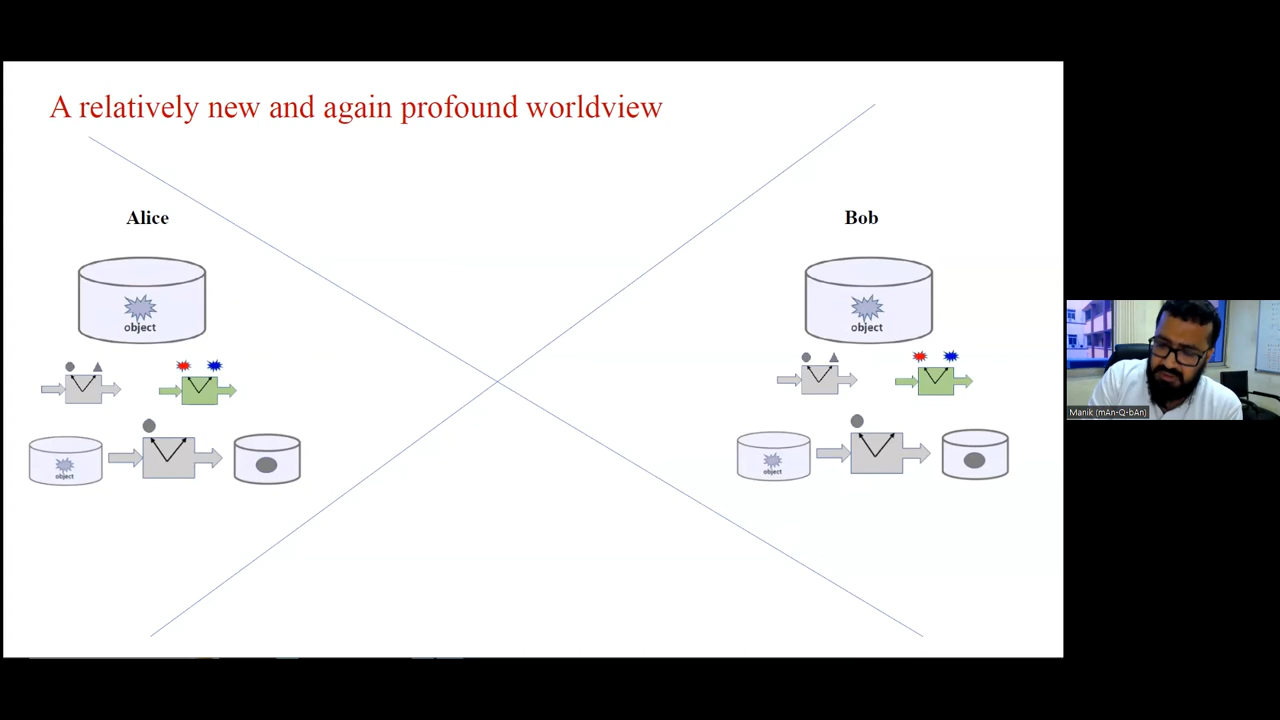 A relatively new and again profound worldview
Alice
Bob
object
object
object
object
Manik (mAn-Q-bAn)